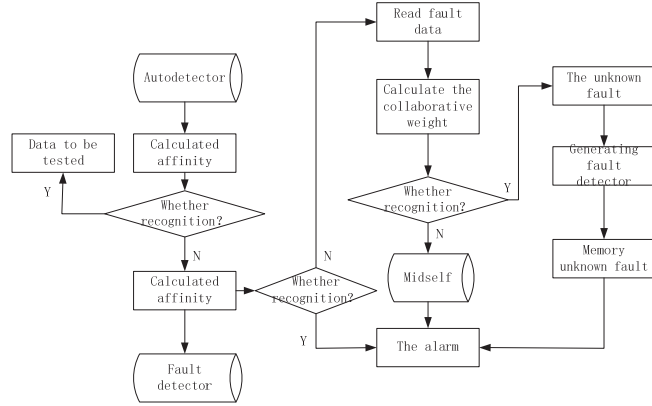 Autodetector
Calculated
affinity
Data to be
tested
Y
Whether
recognition?
N
Calculated
affinity
Fault
detector
Whether
recognition?
N
Y
Read fault
data
Calculate the
collaborative
weight
Whether
recognition?
Y
N
Midself
The alarm
The unknown
fault
Generating
fault
detector
Memory
unknown fault